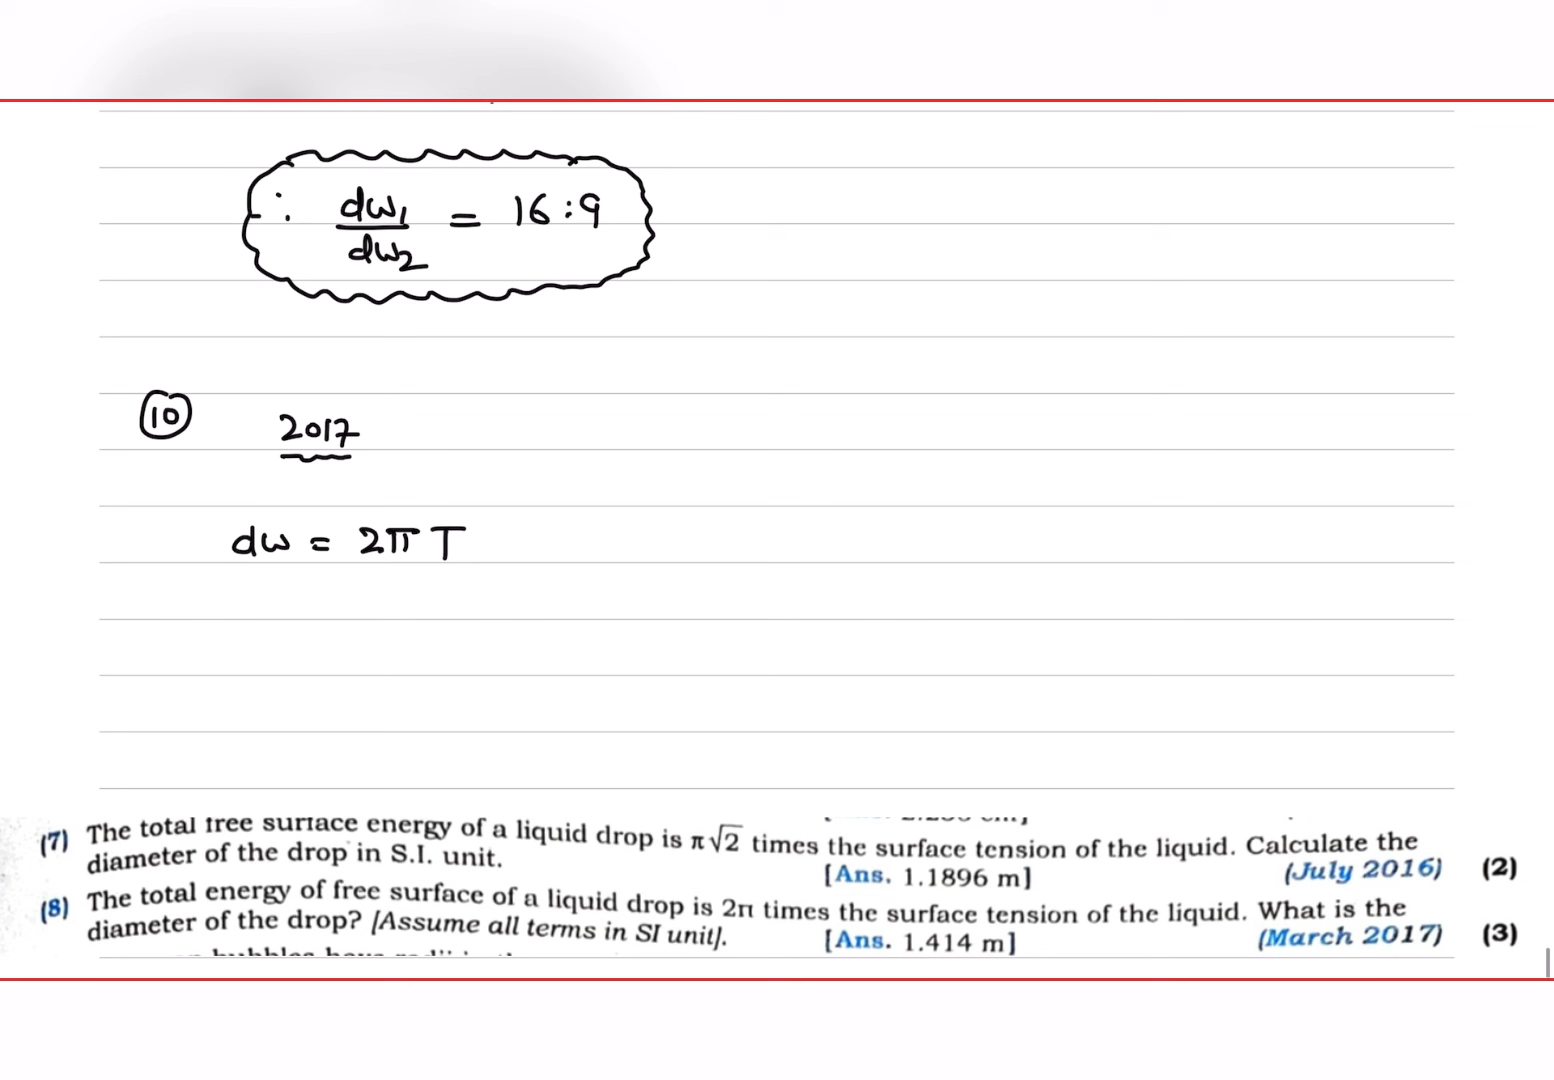 ∴ dw₁/dw₂ = 16:9
10 2017
dw = 2π T
(7) The total free surface energy of a liquid drop is π√2 times the surface tension of the liquid. Calculate the
diameter of the drop in S.I. unit. [Ans. 1.1896 m] (July 2016) (2)
(8) The total energy of free surface of a liquid drop is 2π times the surface tension of the liquid. What is the
diameter of the drop? [Assume all terms in SI unit]. [Ans. 1.414 m] (March 2017) (3)